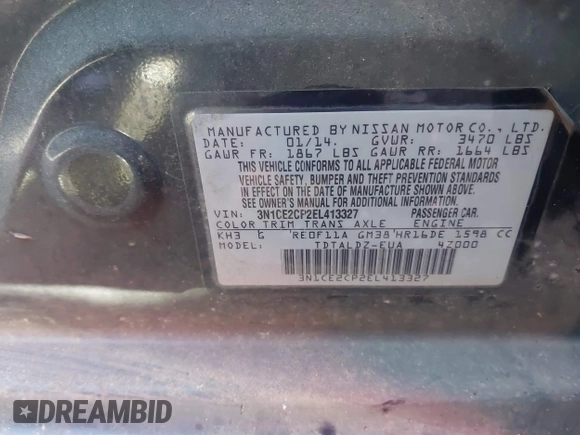 MANUFACTURED BY NISSAN MOTOR CO., LTD.
DATE: 01/14. GVWR: 3470 LBS
GAWR FR: 1867 LBS GAWR RR: 1664 LBS
THIS VEHICLE CONFORMS TO ALL APPLICABLE FEDERAL MOTOR
VEHICLE SAFETY, BUMPER AND THEFT PREVENTION STANDARDS
IN EFFECT ON THE DATE OF MANUFACTURE SHOWN ABOVE.
SEE OWNER'S MANUAL FOR ADDITIONAL INFORMATION.
VIN: 3N1CE2CP2EL413327 PASSENGER CAR.
COLOR TRIM TRANS AXLE ENGINE
KH3 G RE0F11A GM38 HR16DE 1598 CC
MODEL: TDTALDZ-EUA 4Z000
3N1CE2CP2EL413327
DREAMBID